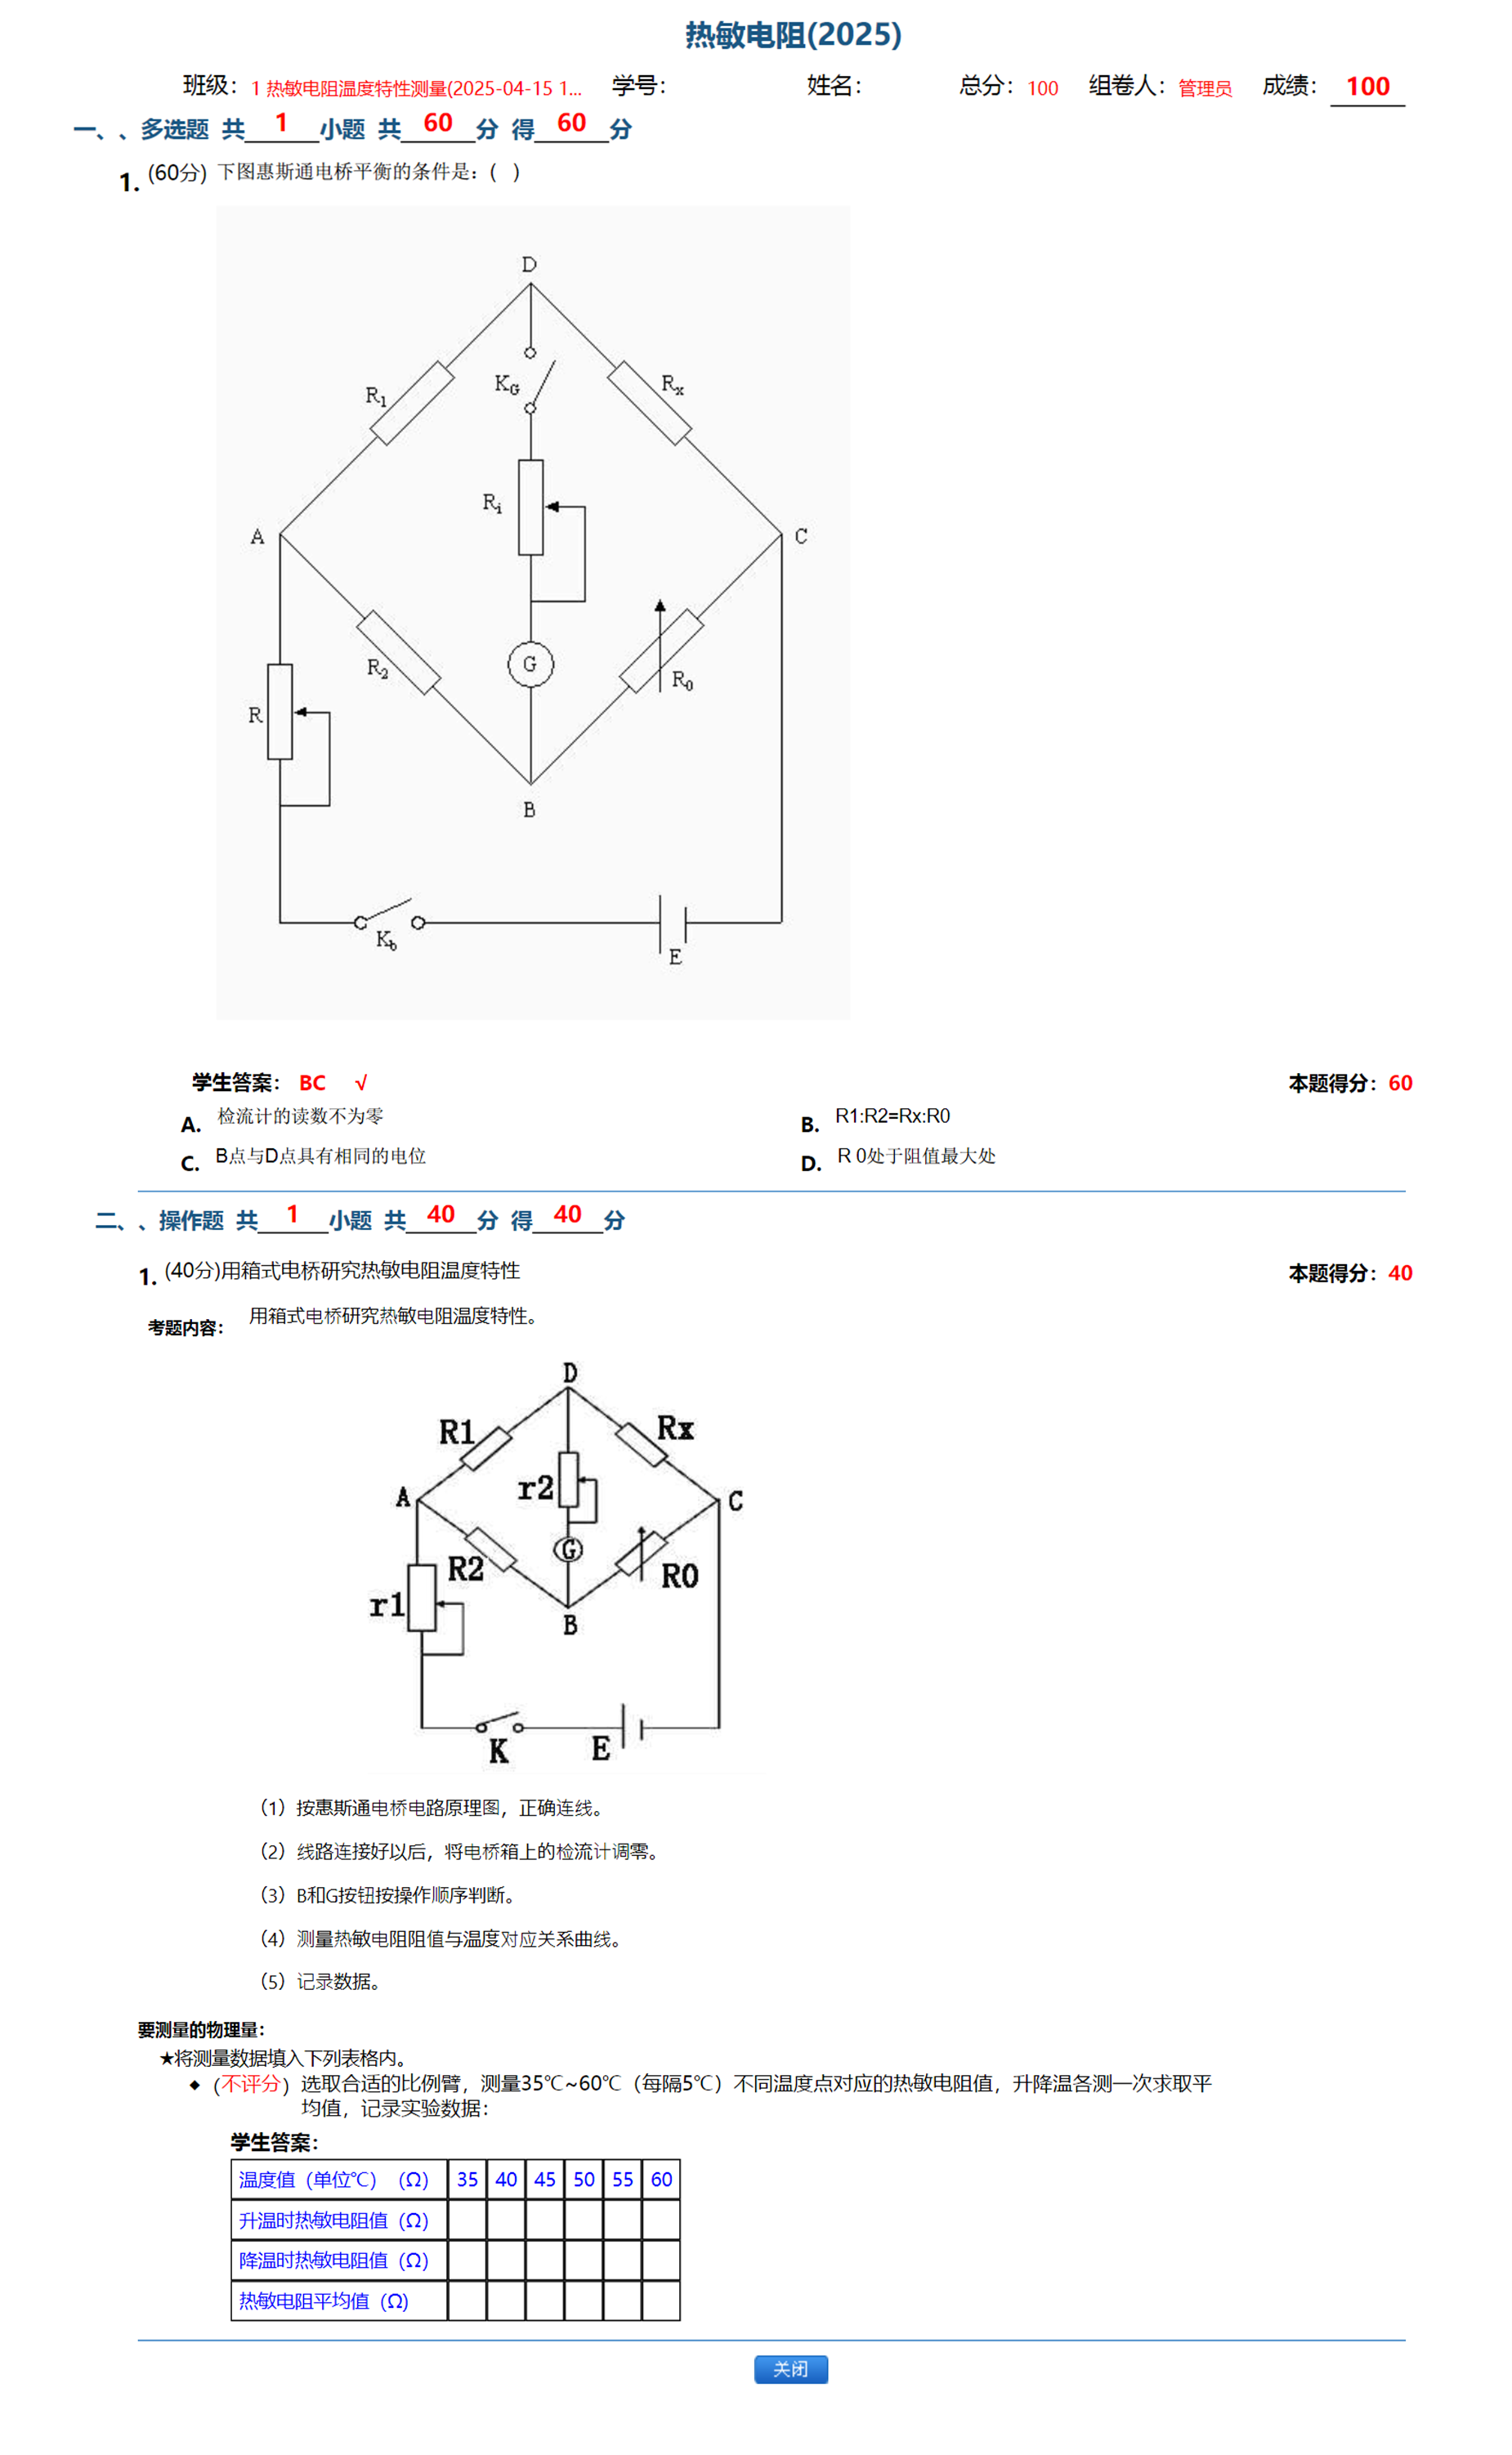 热敏电阻(2025)
班级: 1 热敏电阻温度特性测量(2025-04-15 1... 学号: 姓名: 总分: 100 组卷人: 管理员 成绩: 100
一、、多选题 共 1 小题 共 60 分 得 60 分
1. (60分) 下图惠斯通电桥平衡的条件是: ( )
D
R1
KG
Rx
Ri
A
C
R2
G
R0
R
B
Kb
E
学生答案: BC √ 本题得分: 60
A. 检流计的读数不为零 B. R1:R2=Rx:R0
C. B点与D点具有相同的电位 D. R 0处于阻值最大处
二、、操作题 共 1 小题 共 40 分 得 40 分
1. (40分)用箱式电桥研究热敏电阻温度特性 本题得分: 40
考题内容: 用箱式电桥研究热敏电阻温度特性。
D
R1
Rx
r2
A
C
G
R2
R0
r1
B
K
E
(1) 按惠斯通电桥电路原理图，正确连线。
(2) 线路连接好以后，将电桥箱上的检流计调零。
(3) B和G按钮按操作顺序判断。
(4) 测量热敏电阻阻值与温度对应关系曲线。
(5) 记录数据。
要测量的物理量:
★将测量数据填入下列表格内。
◆ (不评分) 选取合适的比例臂，测量35℃~60℃（每隔5℃）不同温度点对应的热敏电阻值，升降温各测一次求取平
均值，记录实验数据:
学生答案:
温度值（单位℃）（Ω） 35 40 45 50 55 60
升温时热敏电阻值（Ω）
降温时热敏电阻值（Ω）
热敏电阻平均值（Ω）
关闭